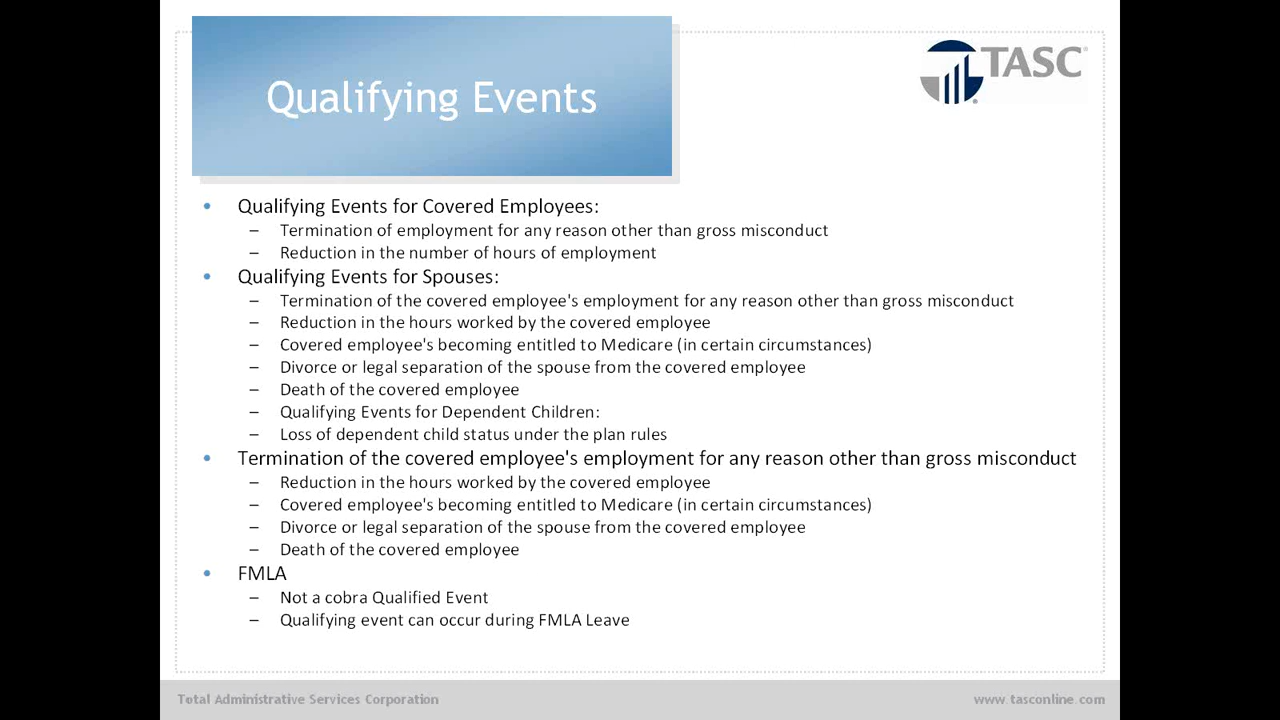 Qualifying Events
TASC
• Qualifying Events for Covered Employees:
– Termination of employment for any reason other than gross misconduct
– Reduction in the number of hours of employment
• Qualifying Events for Spouses:
– Termination of the covered employee's employment for any reason other than gross misconduct
– Reduction in the hours worked by the covered employee
– Covered employee's becoming entitled to Medicare (in certain circumstances)
– Divorce or legal separation of the spouse from the covered employee
– Death of the covered employee
– Qualifying Events for Dependent Children:
– Loss of dependent child status under the plan rules
• Termination of the covered employee's employment for any reason other than gross misconduct
– Reduction in the hours worked by the covered employee
– Covered employee's becoming entitled to Medicare (in certain circumstances)
– Divorce or legal separation of the spouse from the covered employee
– Death of the covered employee
• FMLA
– Not a cobra Qualified Event
– Qualifying event can occur during FMLA Leave
Total Administrative Services Corporation
www.tasconline.com